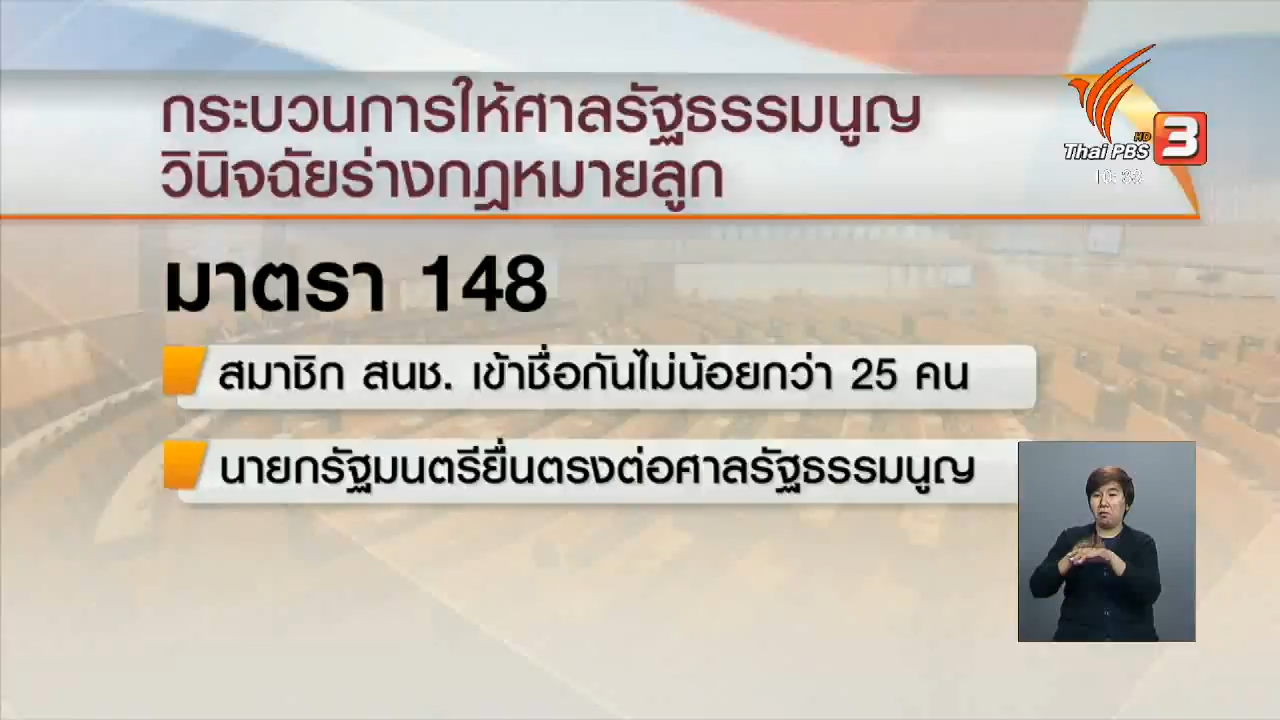 กระบวนการให้ศาลรัฐธรรมนูญ
วินิจฉัยร่างกฎหมายลูก
HD
Thai PBS 3
มาตรา 148
สมาชิก สนช. เข้าชื่อกันไม่น้อยกว่า 25 คน
นายกรัฐมนตรียื่นตรงต่อศาลรัฐธรรมนูญ